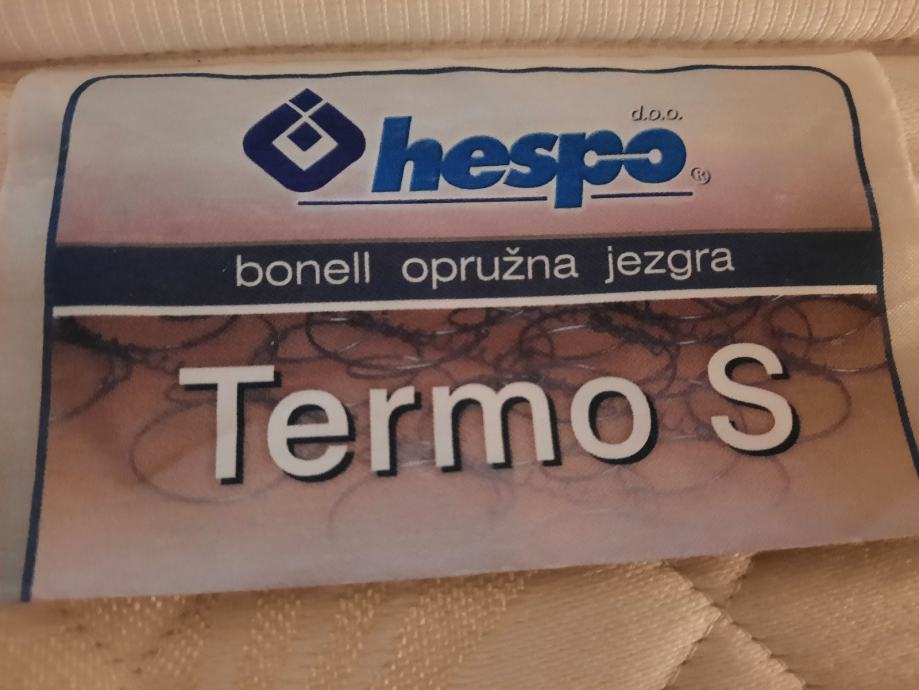 d.o.o.
hespo®
bonell opružna jezgra
Termo S